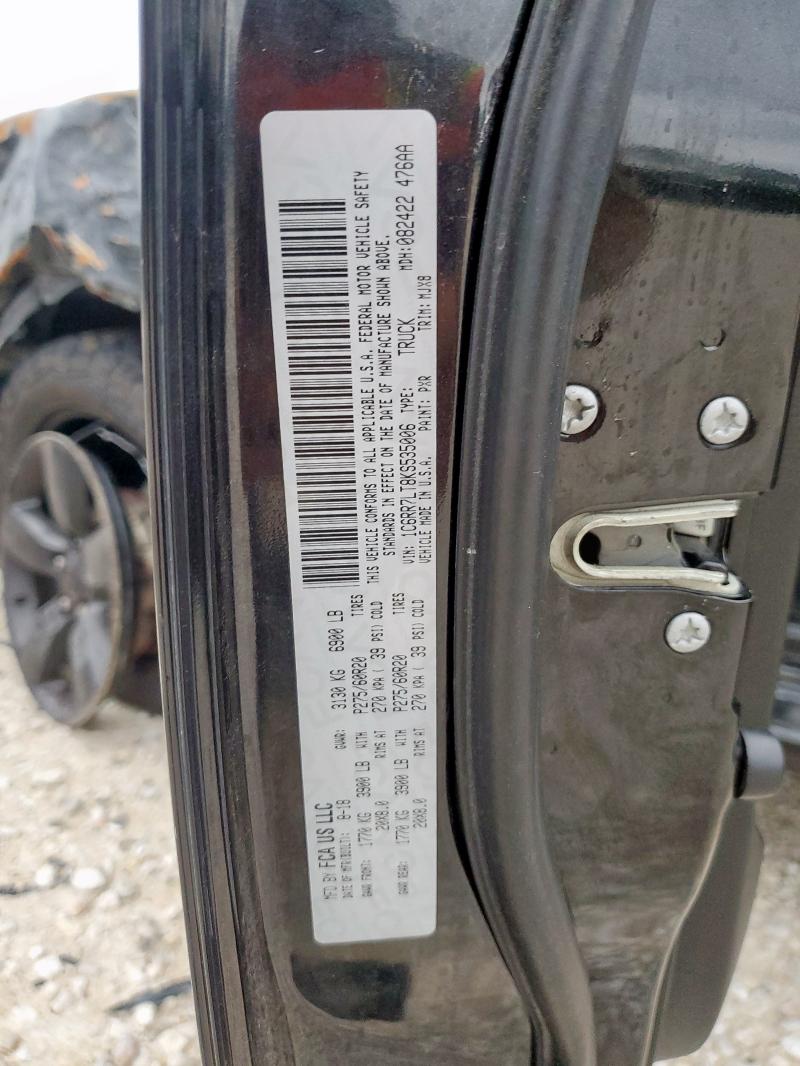 MFD BY FCA US LLC
DATE OF MFR(BUILT): 8-18 GVWR: 3130 KG 6900 LB
GAWR FRONT: 1770 KG 3900 LB WITH P275/60R20 TIRES
20X8.0 RIMS AT 270 KPA ( 39 PSI) COLD
GAWR REAR: 1770 KG 3900 LB WITH P275/60R20 TIRES
20X8.0 RIMS AT 270 KPA ( 39 PSI) COLD
THIS VEHICLE CONFORMS TO ALL APPLICABLE U.S.A. FEDERAL MOTOR VEHICLE SAFETY
STANDARDS IN EFFECT ON THE DATE OF MANUFACTURE SHOWN ABOVE.
VIN: 1C6RR7LT8KS535006 TYPE: TRUCK MDH:082422 476AA
VEHICLE MADE IN U.S.A. PAINT: PXR TRIM: MJX8